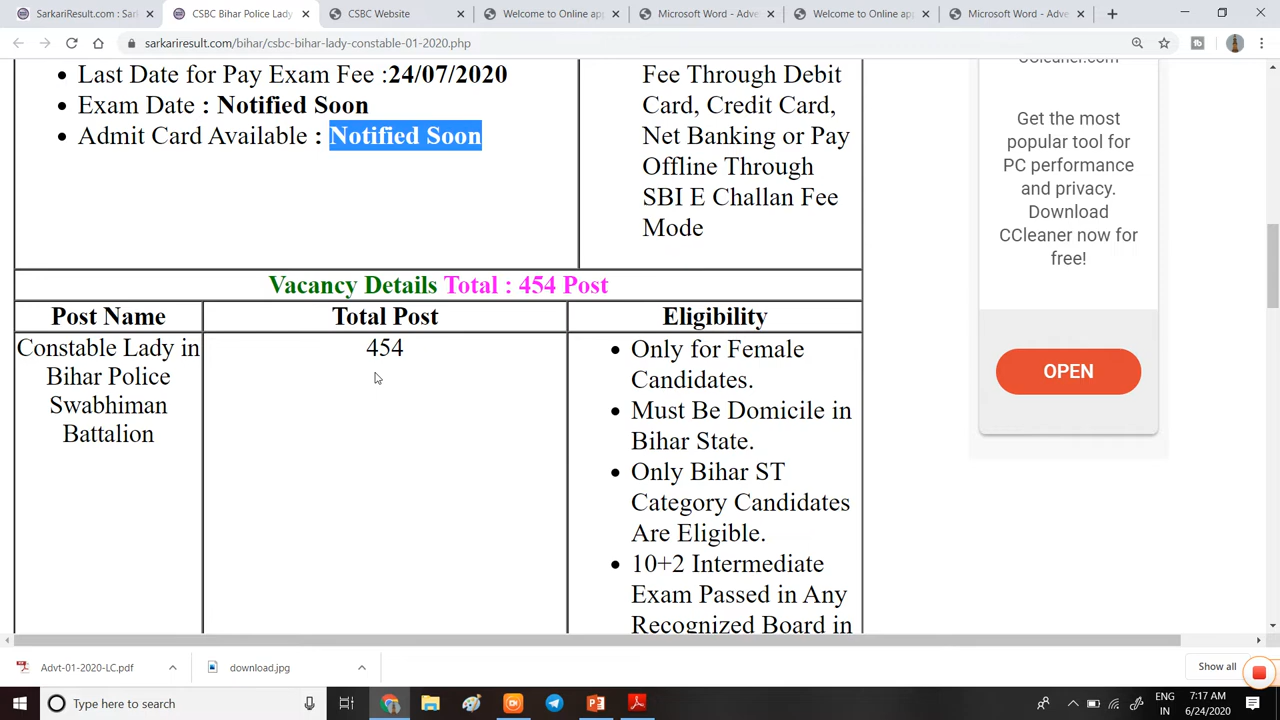 SarkariResult.com : Sarkari R
CSBC Bihar Police Lady
CSBC Website
Welcome to Online app
Microsoft Word - Adve
Welcome to Online app
Microsoft Word - Adve
sarkariresult.com/bihar/csbc-bihar-lady-constable-01-2020.php
Last Date for Pay Exam Fee :24/07/2020
Exam Date : Notified Soon
Admit Card Available : Notified Soon
Fee Through Debit
Card, Credit Card,
Net Banking or Pay
Offline Through
SBI E Challan Fee
Mode
CCleaner.com
Get the most
popular tool for
PC performance
and privacy.
Download
CCleaner now for
free!
OPEN
Vacancy Details Total : 454 Post
Post Name
Total Post
Eligibility
Constable Lady in
Bihar Police
Swabhiman
Battalion
454
Only for Female
Candidates.
Must Be Domicile in
Bihar State.
Only Bihar ST
Category Candidates
Are Eligible.
10+2 Intermediate
Exam Passed in Any
Recognized Board in
Advt-01-2020-LC.pdf
download.jpg
Show all
Type here to search
ENG
IN
7:17 AM
6/24/2020